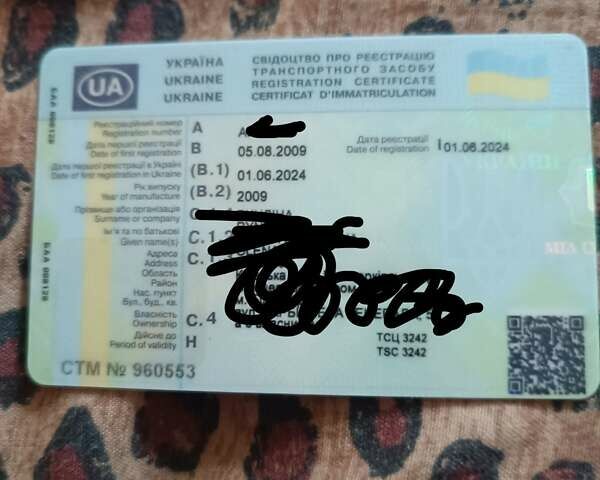 УКРАЇНА
UKRAINE
UKRAINE
UA
СВІДОЦТВО ПРО РЕЄСТРАЦІЮ
ТРАНСПОРТНОГО ЗАСОБУ
REGISTRATION CERTIFICATE
CERTIFICAT D'IMMATRICULATION
Реєстраційний номер
Registration number
A
Дата першої реєстрації
Date of first registration
B
05.08.2009
Дата реєстрації
Date of registration
I
01.06.2024
Дата першої реєстрації в Україні
Date of first registration in Ukraine
(B.1)
01.06.2024
Рік випуску
Year of manufacture
(B.2)
2009
Прізвище або організація
Surname or company
Ім'я та по батькові
Given name(s)
C.1
Адреса
Address
C.1
Область
Район
Нас. пункт
Вул., буд., кв.
Власність
Ownership
C.4
Дійсне до
Period of validity
H
ТСЦ 3242
TSC 3242
СТМ № 960553